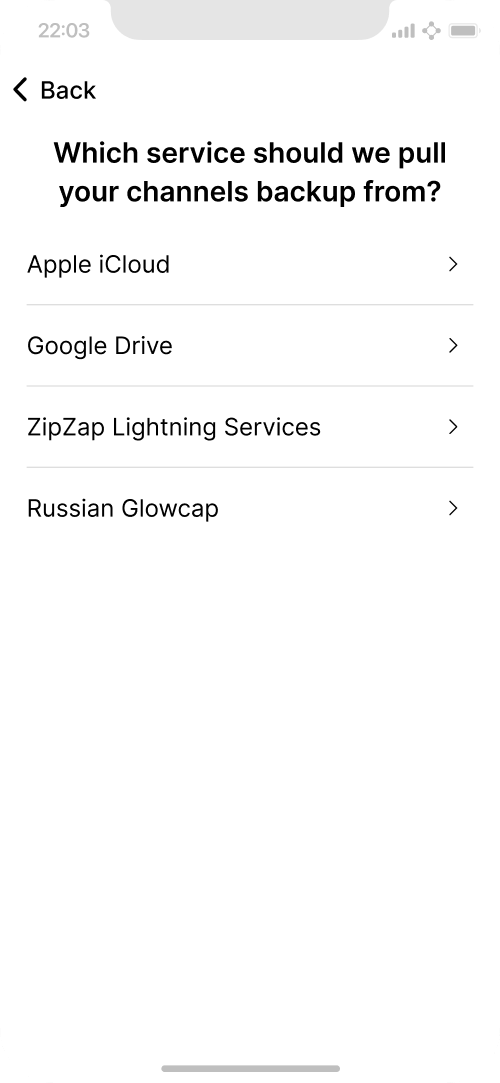 22:03
Back
Which service should we pull
your channels backup from?
Apple iCloud
Google Drive
ZipZap Lightning Services
Russian Glowcap